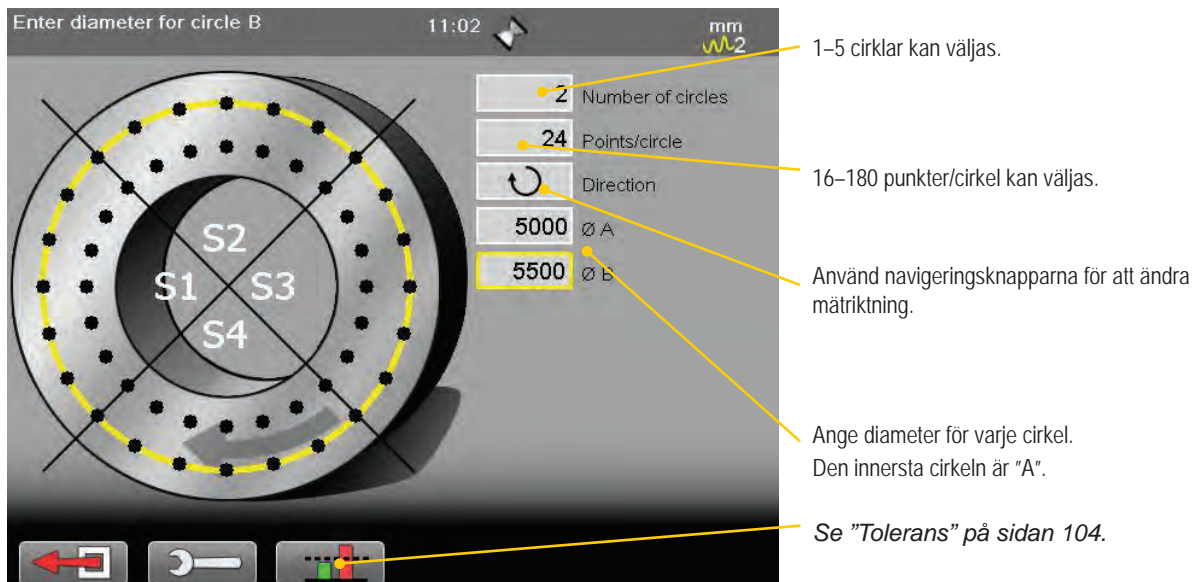 Enter diameter for circle B
11:02
mm
2
2 Number of circles
24 Points/circle
Direction
5000 Ø A
5500 Ø B
S2
S1 S3
S4
1–5 cirklar kan väljas.
16–180 punkter/cirkel kan väljas.
Använd navigeringsknapparna för att ändra
mätriktning.
Ange diameter för varje cirkel.
Den innersta cirkeln är "A".
Se "Tolerans" på sidan 104.